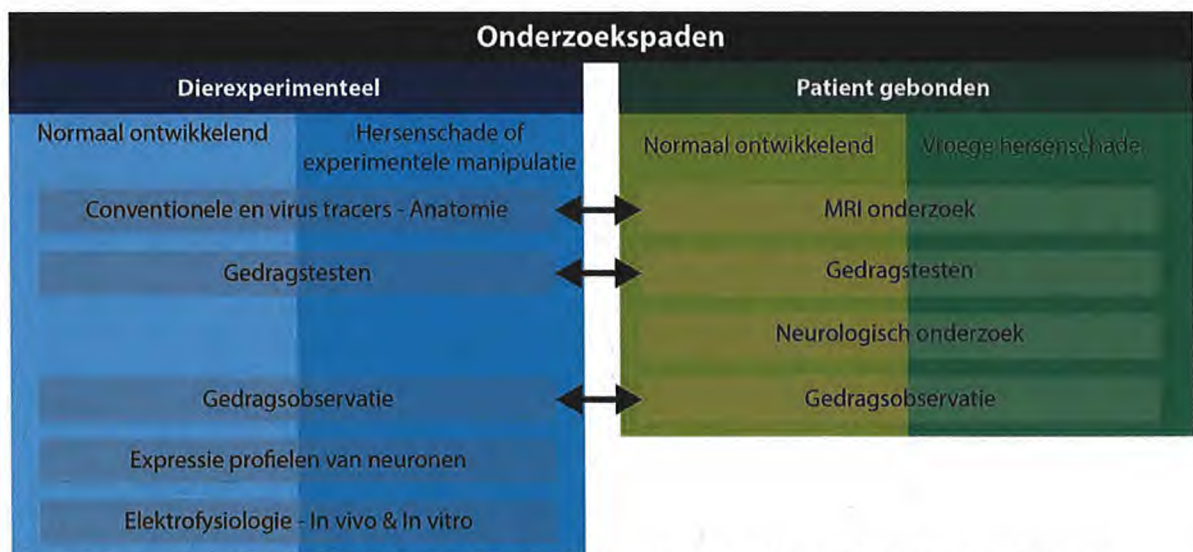 Onderzoekspaden
Dierexperimenteel
Normaal ontwikkelend
Hersenschade of
experimentele manipulatie
Conventionele en virus tracers - Anatomie
Gedragstesten
Gedragsobservatie
Expressie profielen van neuronen
Elektrofysiologie - In vivo & In vitro
Patient gebonden
Normaal ontwikkelend
Vroege hersenschade
MRI onderzoek
Gedragstesten
Neurologisch onderzoek
Gedragsobservatie